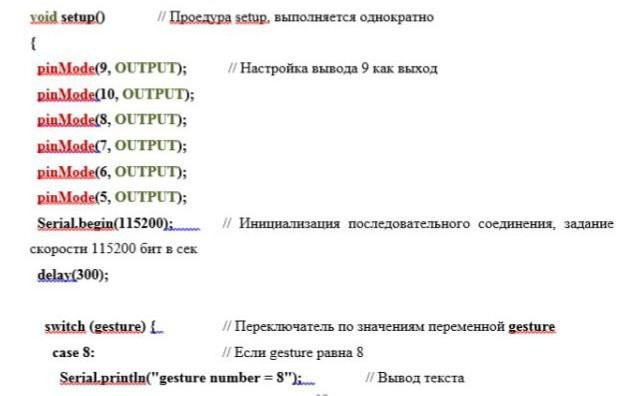 void setup() // Проедура setup, выполняется однократно
{
pinMode(9, OUTPUT); // Настройка вывода 9 как выход
pinMode(10, OUTPUT);
pinMode(8, OUTPUT);
pinMode(7, OUTPUT);
pinMode(6, OUTPUT);
pinMode(5, OUTPUT);
Serial.begin(115200); // Инициализация последовательного соединения, задание
скорости 115200 бит в сек
delay(300);
switch (gesture) { // Переключатель по значениям переменной gesture
case 8: // Если gesture равна 8
Serial.println("gesture number = 8"); // Вывод текста